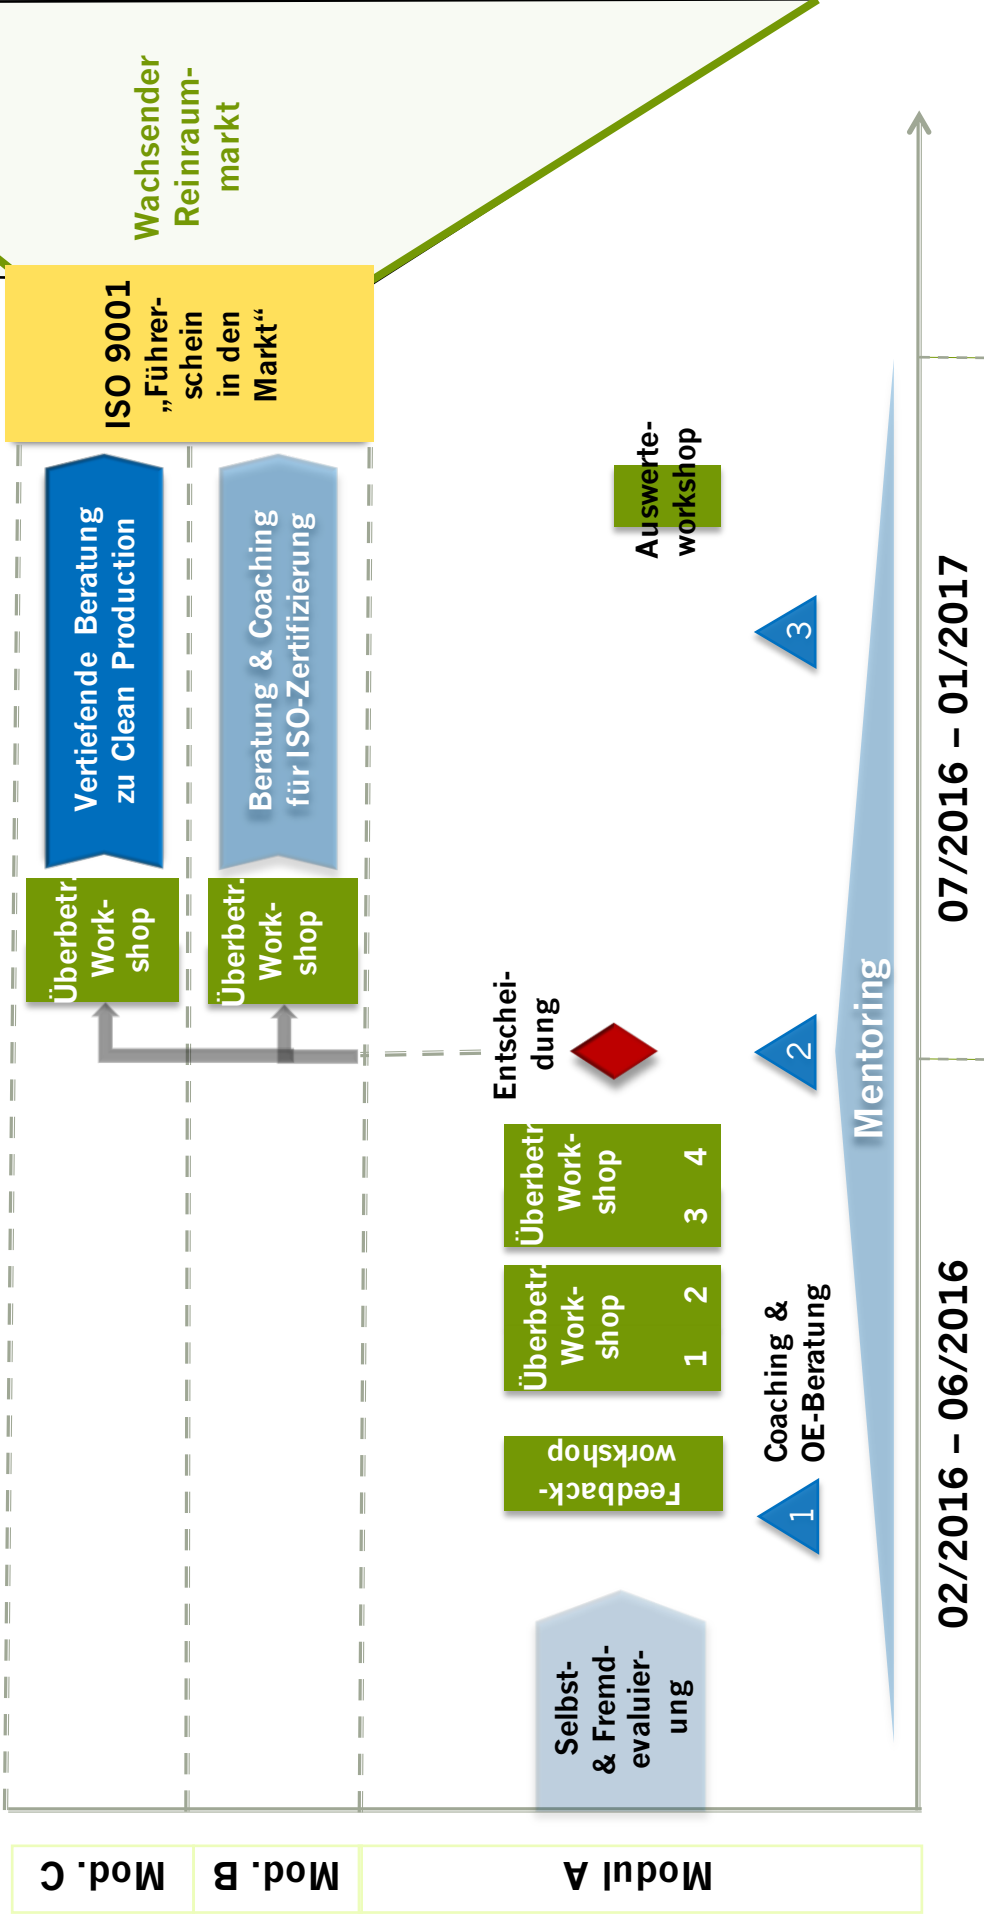 Mod. C
Mod. B
Modul A
Wachsender
Reinraum-
markt
ISO 9001
„Führer-
schein
in den
Markt“
Vertiefende Beratung
zu Clean Production
Überbetr.
Work-
shop
Beratung & Coaching
für ISO-Zertifizierung
Überbetr.
Work-
shop
Selbst-
& Fremd-
evaluier-
ung
Feedback-
workshop
Überbetr.
Work-
shop
1 2
Überbetr
Work-
shop
3 4
Entschei-
dung
Auswerte-
workshop
1
Coaching &
OE-Beratung
2
3
Mentoring
02/2016 – 06/2016
07/2016 – 01/2017